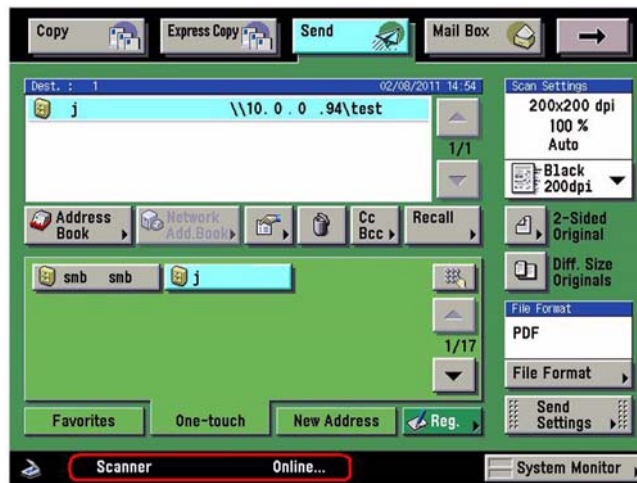 Copy
Express Copy
Send
Mail Box
Dest. : 1
02/08/2011 14:54
j \\10. 0 . 0 .94\test
1/1
Address
Book
Network
Add.Book
Cc
Bcc
Recall
smb smb
j
1/17
Favorites
One-touch
New Address
Reg.
Scan Settings
200x200 dpi
100 %
Auto
Black
200dpi
2-Sided
Original
Diff. Size
Originals
File Format
PDF
File Format
Send
Settings
Scanner Online...
System Monitor